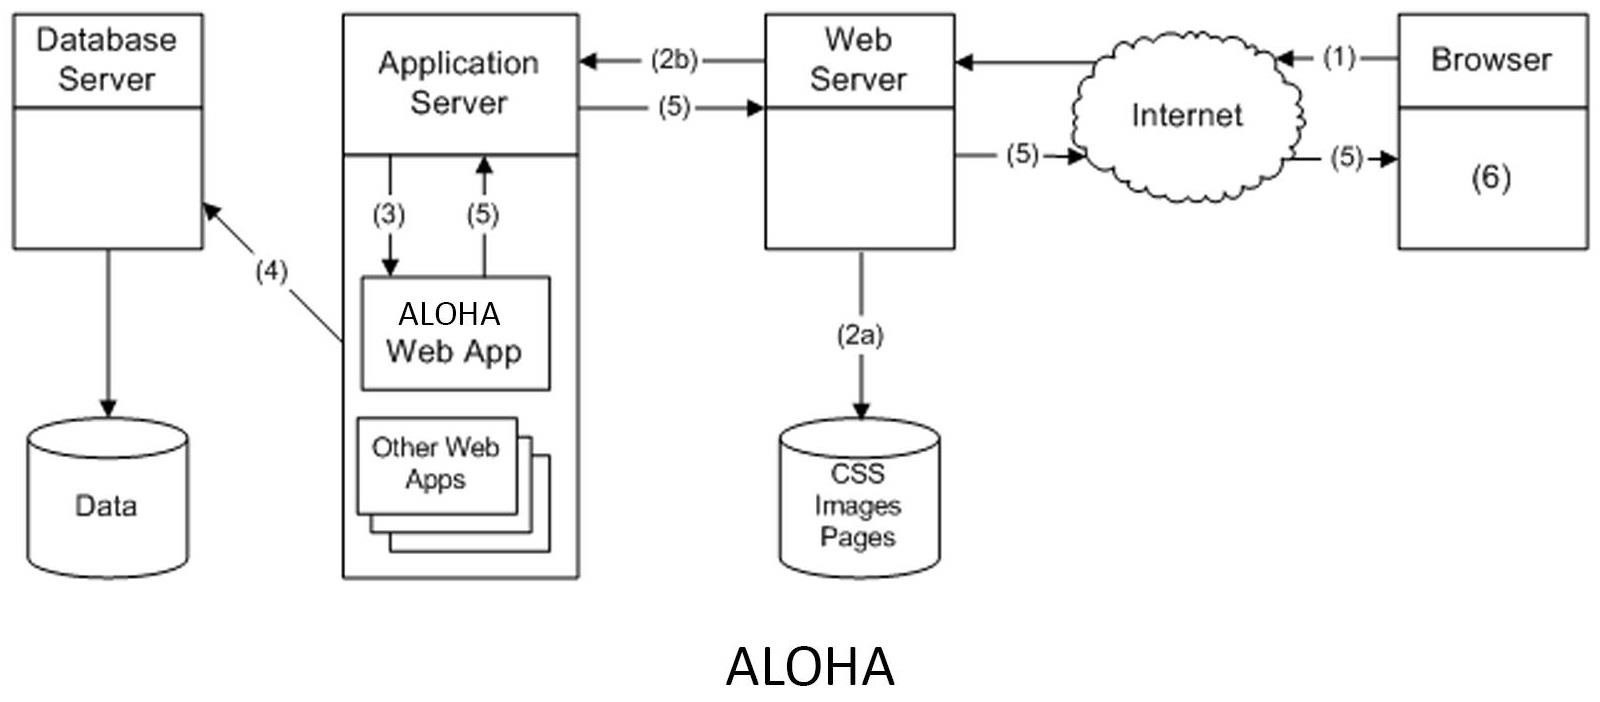 Database
Server
Application
Server
Web
Server
Internet
Browser
(2b)
(1)
(5)
(5)
(5)
(6)
(3)
(5)
(4)
ALOHA
Web App
(2a)
Other Web
Apps
Data
CSS
Images
Pages
ALOHA